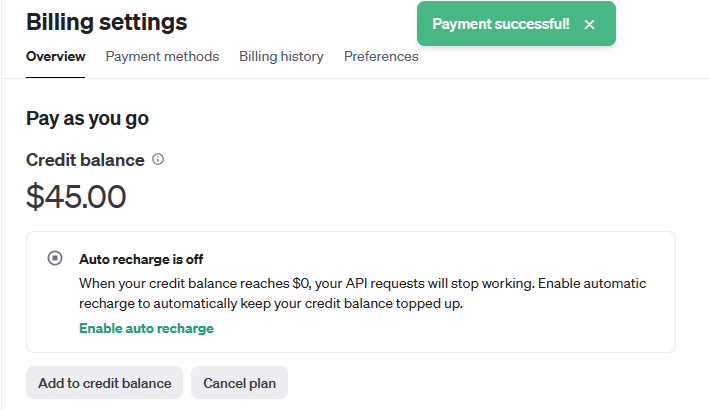 Billing settings
Payment successful! ×
Overview Payment methods Billing history Preferences
Pay as you go
Credit balance
$45.00
Auto recharge is off
When your credit balance reaches $0, your API requests will stop working. Enable automatic
recharge to automatically keep your credit balance topped up.
Enable auto recharge
Add to credit balance Cancel plan